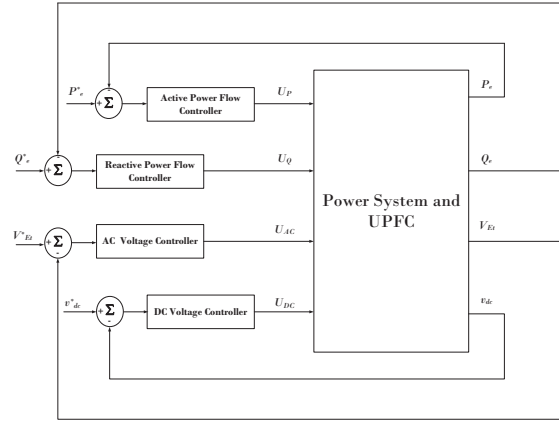 P*e
+
-
Σ
Active Power Flow
Controller
UP
Pe
Q*e
+
-
Σ
Reactive Power Flow
Controller
UQ
Power System and
UPFC
Qe
V*Et
+
-
Σ
AC Voltage Controller
UAC
VEt
v*dc
+
-
Σ
DC Voltage Controller
UDC
vdc